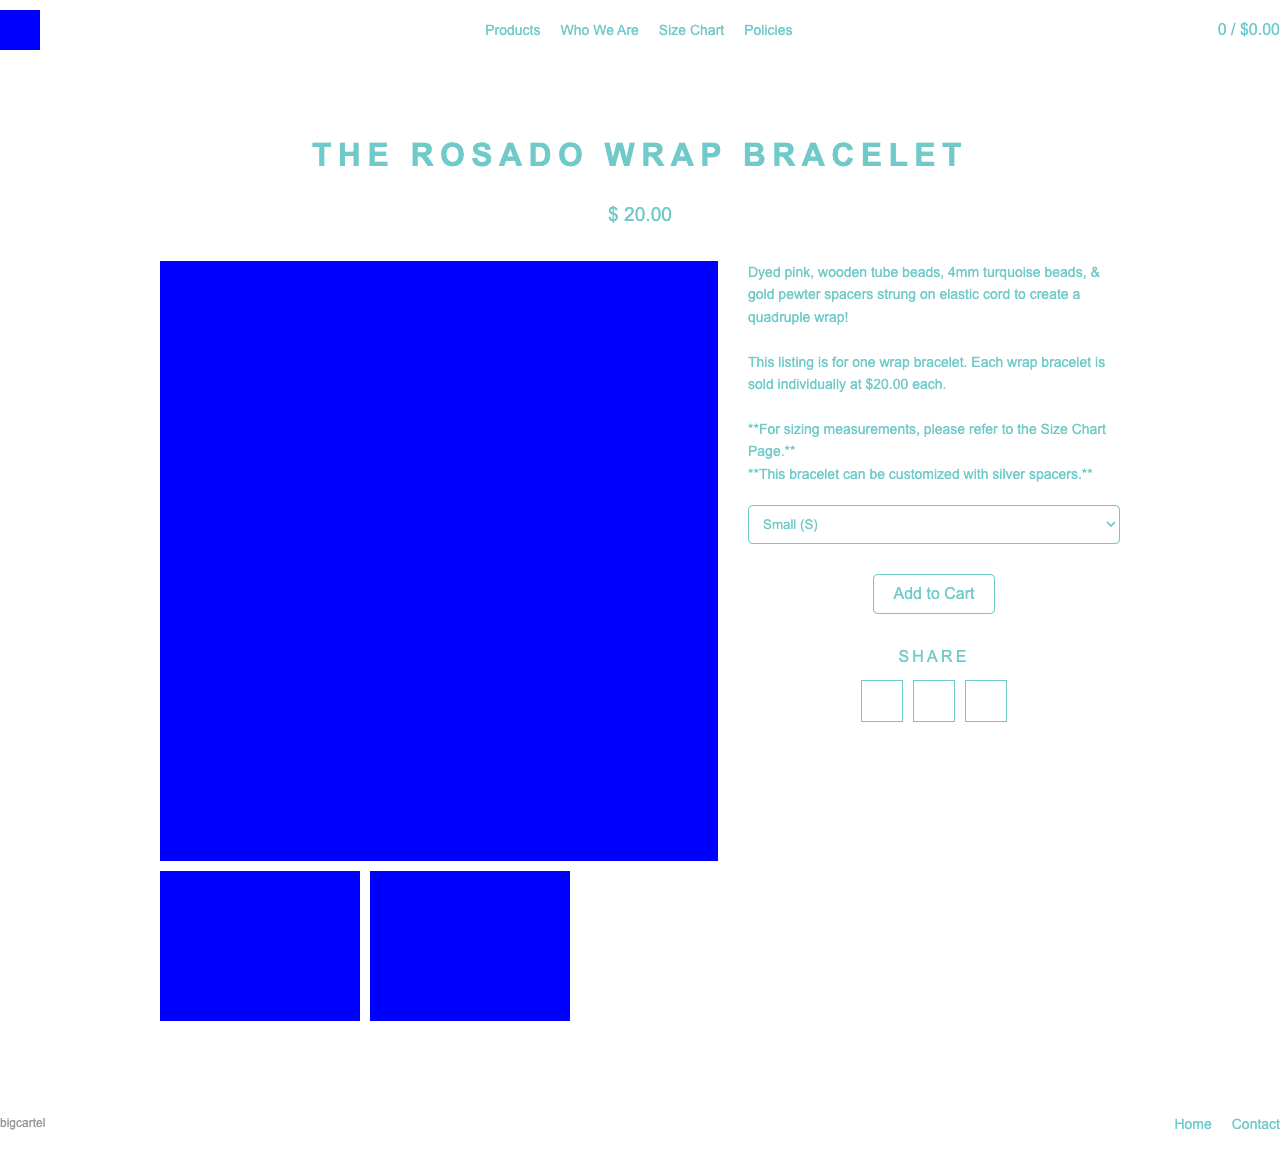 Products Who We Are Size Chart Policies 0 / $0.00
THE ROSADO WRAP BRACELET
$ 20.00
Dyed pink, wooden tube beads, 4mm turquoise beads, &
gold pewter spacers strung on elastic cord to create a
quadruple wrap!
This listing is for one wrap bracelet. Each wrap bracelet is
sold individually at $20.00 each.
**For sizing measurements, please refer to the Size Chart
Page.**
**This bracelet can be customized with silver spacers.**
Small (S)
Add to Cart
SHARE
bigcartel Home Contact